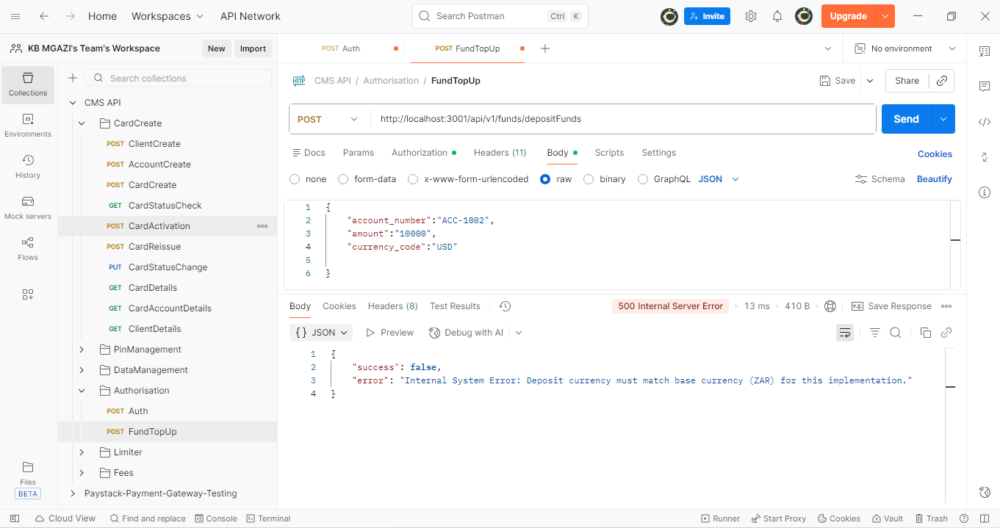 Home Workspaces API Network Search Postman Ctrl K Invite Upgrade
KB MGAZI's Team's Workspace New Import POST Auth POST FundTopUp No environment
Collections
Environments
History
Mock servers
Flows
Files
BETA
Search collections
CMS API
CardCreate
POST ClientCreate
POST AccountCreate
POST CardCreate
GET CardStatusCheck
POST CardActivation
POST CardReissue
PUT CardStatusChange
GET CardDetails
GET CardAccountDetails
GET ClientDetails
PinManagement
DataManagement
Authorisation
POST Auth
POST FundTopUp
Limiter
Fees
Paystack-Payment-Gateway-Testing
HTTP CMS API / Authorisation / FundTopUp Save Share
POST http://localhost:3001/api/v1/funds/depositFunds Send
Docs Params Authorization Headers (11) Body Scripts Settings Cookies
none form-data x-www-form-urlencoded raw binary GraphQL JSON Schema Beautify
1 {
2 "account_number":"ACC-1002",
3 "amount":"10000",
4 "currency_code":"USD"
5
6 }
Body Cookies Headers (8) Test Results 500 Internal Server Error 13 ms 410 B e.g. Save Response
{} JSON Preview Debug with AI
1 {
2 "success": false,
3 "error": "Internal System Error: Deposit currency must match base currency (ZAR) for this implementation."
4 }
Cloud View Find and replace Console Terminal Runner Start Proxy Cookies Vault Trash